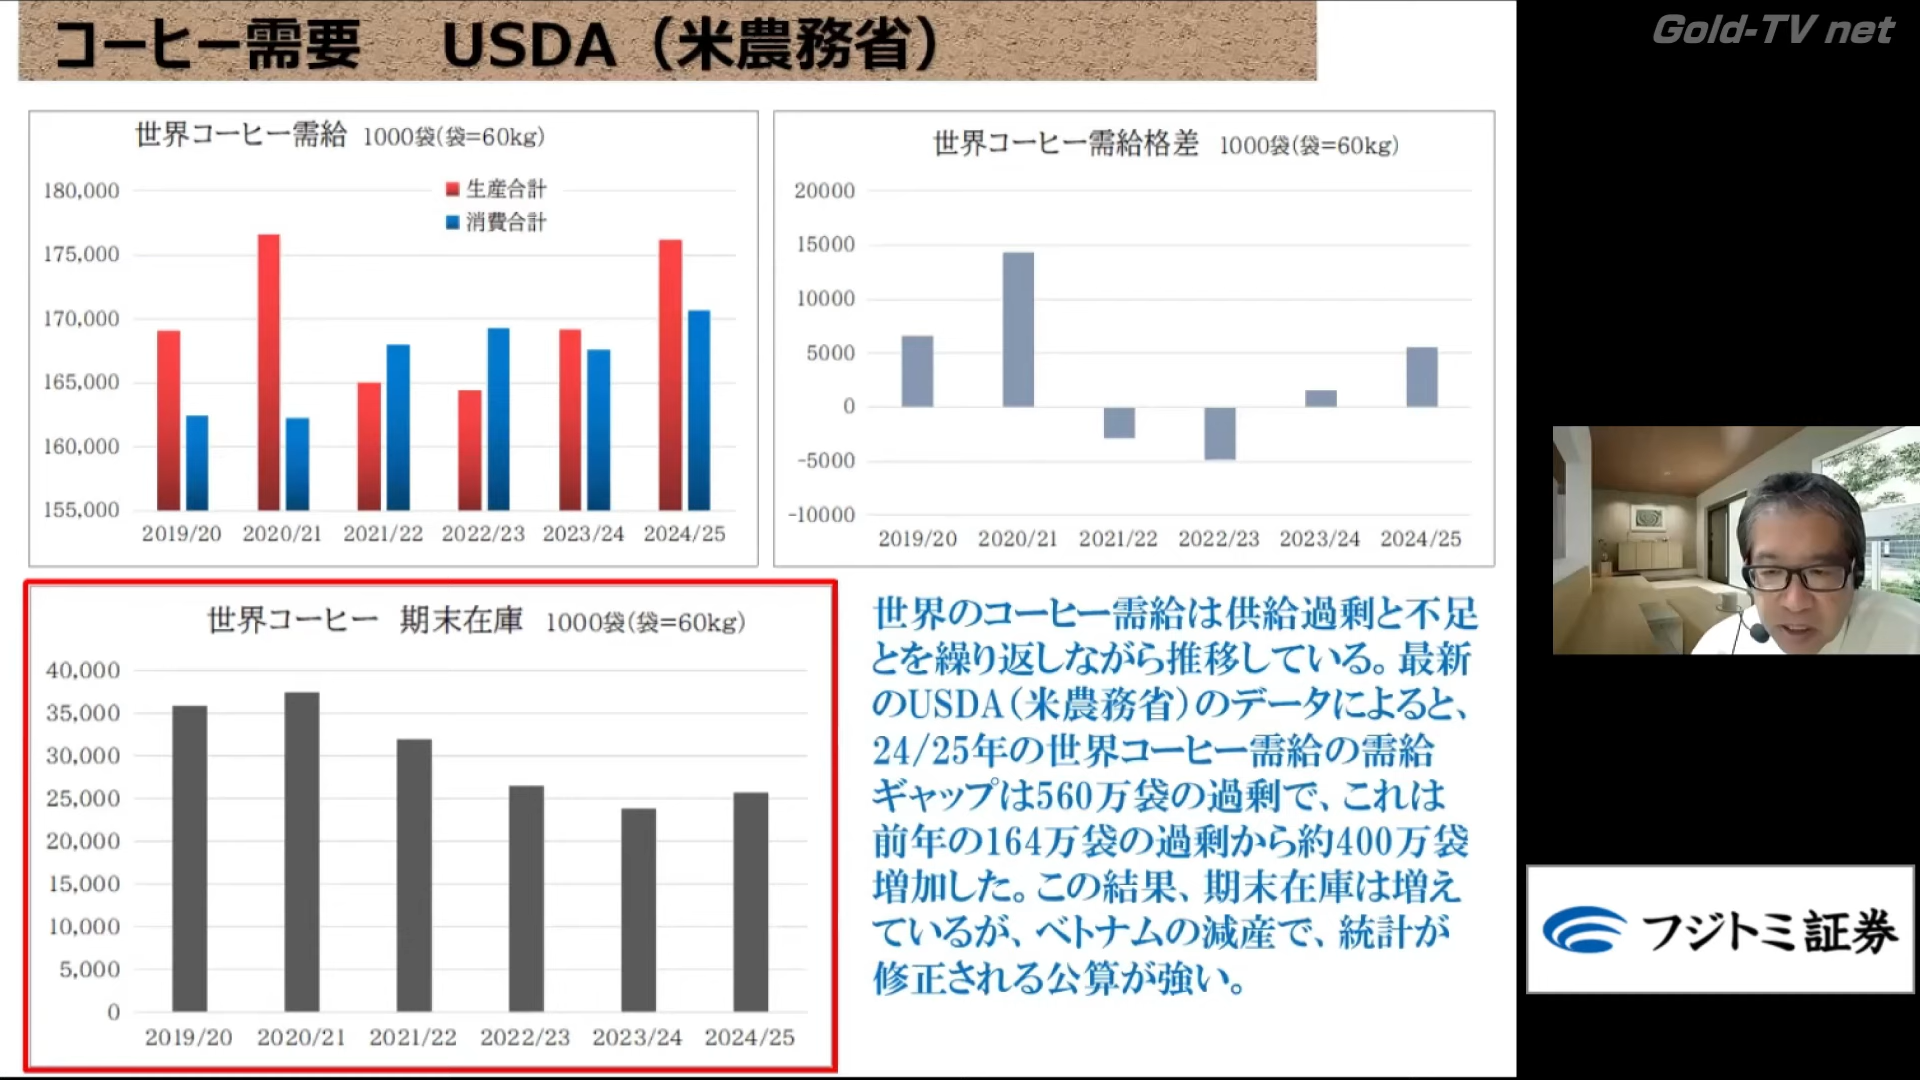 コーヒー需要 USDA（米農務省）
Gold-TV net
世界コーヒー需給 1000袋(袋=60kg)
180,000
175,000
170,000
165,000
160,000
155,000
生産合計
消費合計
2019/20 2020/21 2021/22 2022/23 2023/24 2024/25
世界コーヒー需給格差 1000袋(袋=60kg)
20000
15000
10000
5000
0
-5000
-10000
2019/20 2020/21 2021/22 2022/23 2023/24 2024/25
世界コーヒー 期末在庫 1000袋(袋=60kg)
40,000
35,000
30,000
25,000
20,000
15,000
10,000
5,000
0
2019/20 2020/21 2021/22 2022/23 2023/24 2024/25
世界のコーヒー需給は供給過剰と不足
とを繰り返しながら推移している。最新
のUSDA（米農務省）のデータによると、
24/25年の世界コーヒー需給の需給
ギャップは560万袋の過剰で、これは
前年の164万袋の過剰から約400万袋
増加した。この結果、期末在庫は増え
ているが、ベトナムの減産で、統計が
修正される公算が強い。
フジトミ証券